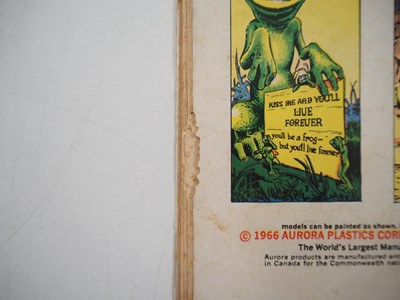 KISS ME AND YOU'LL
LIVE
FOREVER
you'll be a frog-
but you'll live forever
models can be painted as shown.
© 1966 AURORA PLASTICS COR
The World's Largest Manu
Aurora products are manufactured and
in Canada for the Commonwealth nat